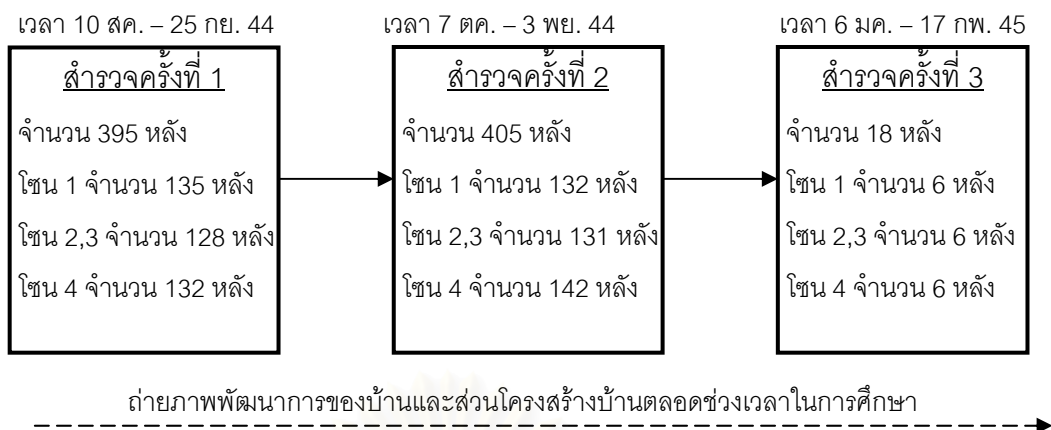 เวลา 10 สค. – 25 กย. 44
สำรวจครั้งที่ 1
จำนวน 395 หลัง
โซน 1 จำนวน 135 หลัง
โซน 2,3 จำนวน 128 หลัง
โซน 4 จำนวน 132 หลัง
เวลา 7 ตค. – 3 พย. 44
สำรวจครั้งที่ 2
จำนวน 405 หลัง
โซน 1 จำนวน 132 หลัง
โซน 2,3 จำนวน 131 หลัง
โซน 4 จำนวน 142 หลัง
เวลา 6 มค. – 17 กพ. 45
สำรวจครั้งที่ 3
จำนวน 18 หลัง
โซน 1 จำนวน 6 หลัง
โซน 2,3 จำนวน 6 หลัง
โซน 4 จำนวน 6 หลัง
ถ่ายภาพพัฒนาการของบ้านและส่วนโครงสร้างบ้านตลอดช่วงเวลาในการศึกษา